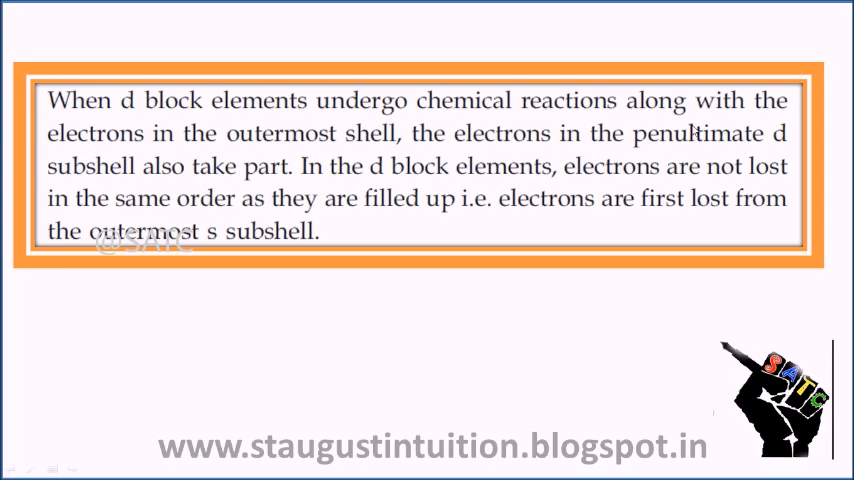 When d block elements undergo chemical reactions along with the
electrons in the outermost shell, the electrons in the penultimate d
subshell also take part. In the d block elements, electrons are not lost
in the same order as they are filled up i.e. electrons are first lost from
the outermost s subshell.
@SATC
SATC
www.staugustintuition.blogspot.in